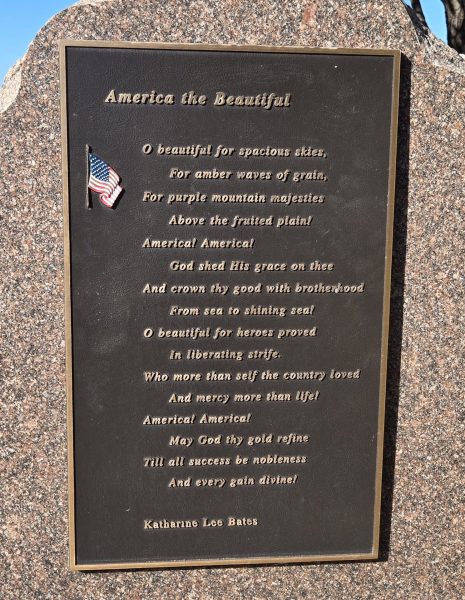 America the Beautiful
O beautiful for spacious skies,
For amber waves of grain,
For purple mountain majesties
Above the fruited plain!
America! America!
God shed His grace on thee
And crown thy good with brotherhood
From sea to shining sea!
O beautiful for heroes proved
In liberating strife.
Who more than self the country loved
And mercy more than life!
America! America!
May God thy gold refine
Till all success be nobleness
And every gain divine!
Katharine Lee Bates